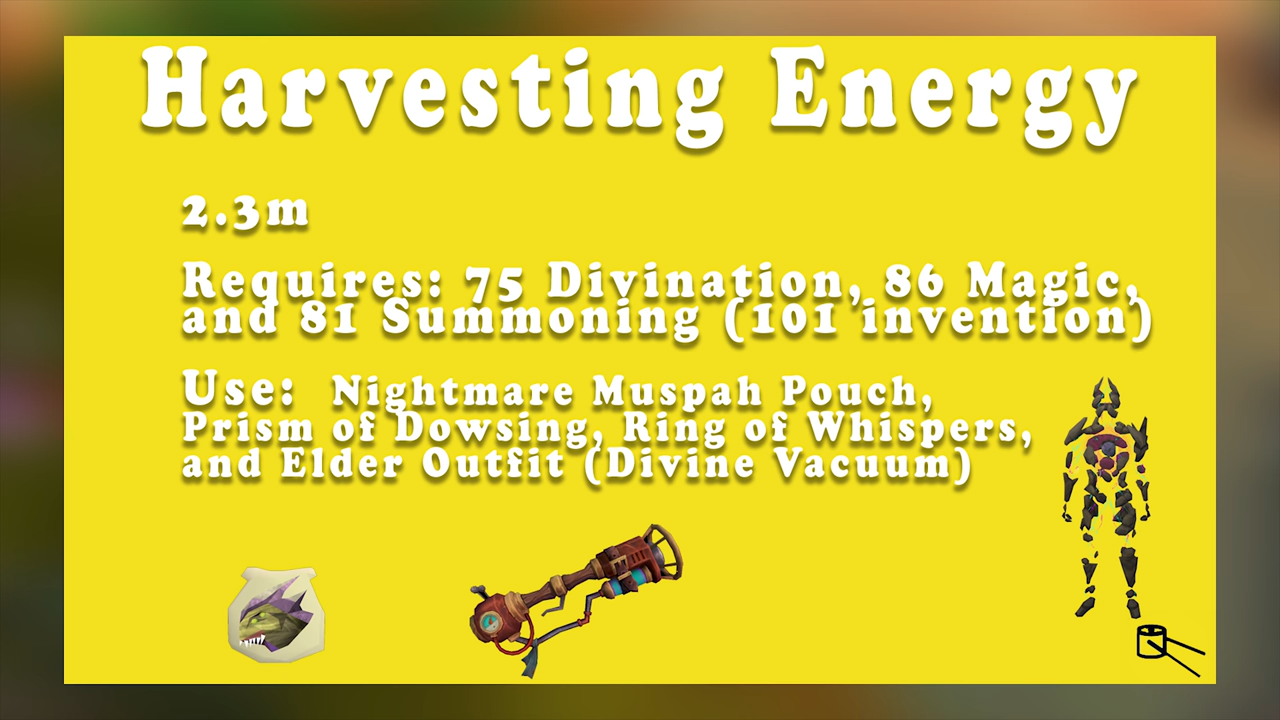 Harvesting Energy
2.3m
Requires: 75 Divination, 86 Magic,
and 81 Summoning (101 invention)
Use: Nightmare Muspah Pouch,
Prism of Dowsing, Ring of Whispers,
and Elder Outfit (Divine Vacuum)